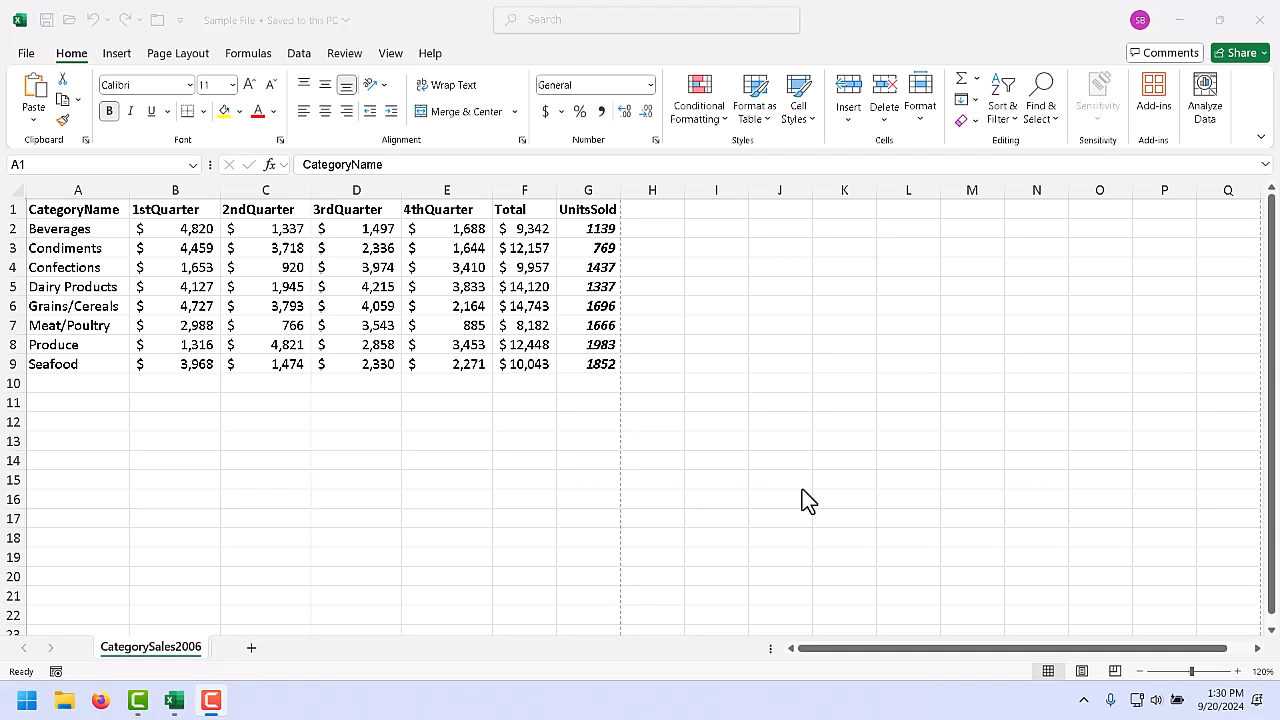 Sample File • Saved to this PC
Search
SB
File Home Insert Page Layout Formulas Data Review View Help
Comments Share
Paste
Calibri 11
B I U
Wrap Text
Merge & Center
General
$ % ,
Conditional Formatting
Format as Table
Cell Styles
Insert Delete Format
Sort & Filter
Find & Select
Sensitivity
Add-ins
Analyze Data
Clipboard Font Alignment Number Styles Cells Editing Sensitivity Add-ins
A1 fx CategoryName
A B C D E F G H I J K L M N O P Q
1 CategoryName 1stQuarter 2ndQuarter 3rdQuarter 4thQuarter Total UnitsSold
2 Beverages $ 4,820 $ 1,337 $ 1,497 $ 1,688 $ 9,342 1139
3 Condiments $ 4,459 $ 3,718 $ 2,336 $ 1,644 $ 12,157 769
4 Confections $ 1,653 $ 920 $ 3,974 $ 3,410 $ 9,957 1437
5 Dairy Products $ 4,127 $ 1,945 $ 4,215 $ 3,833 $ 14,120 1337
6 Grains/Cereals $ 4,727 $ 3,793 $ 4,059 $ 2,164 $ 14,743 1696
7 Meat/Poultry $ 2,988 $ 766 $ 3,543 $ 885 $ 8,182 1666
8 Produce $ 1,316 $ 4,821 $ 2,858 $ 3,453 $ 12,448 1983
9 Seafood $ 3,968 $ 1,474 $ 2,330 $ 2,271 $ 10,043 1852
10
11
12
13
14
15
16
17
18
19
20
21
22
23
CategorySales2006
Ready
120%
1:30 PM
9/20/2024